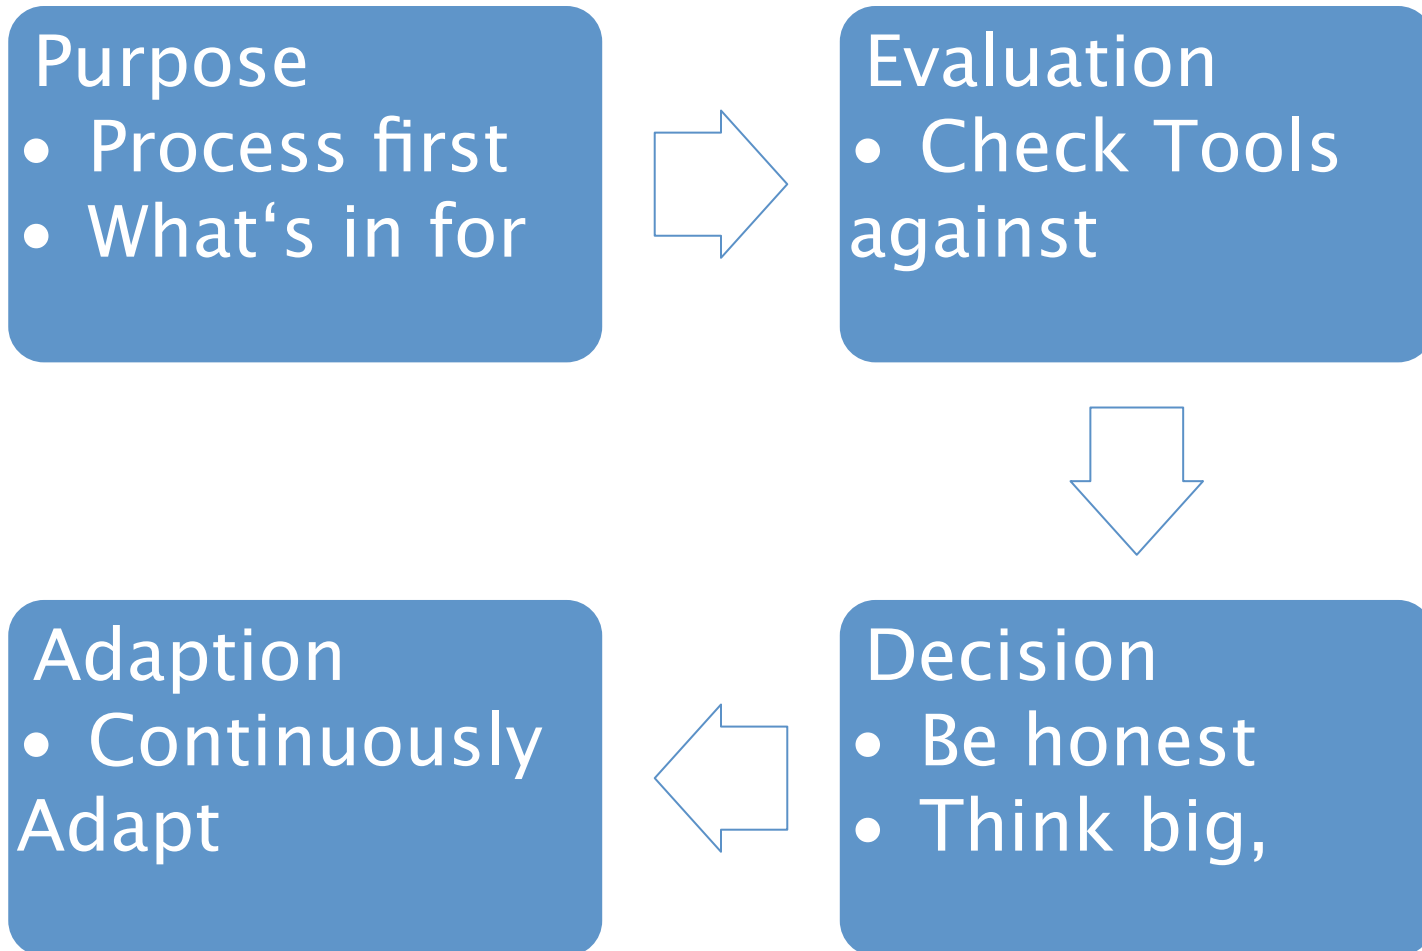 Purpose
• Process first
• What‘s in for
Evaluation
• Check Tools
against
Decision
• Be honest
• Think big,
Adaption
• Continuously
Adapt